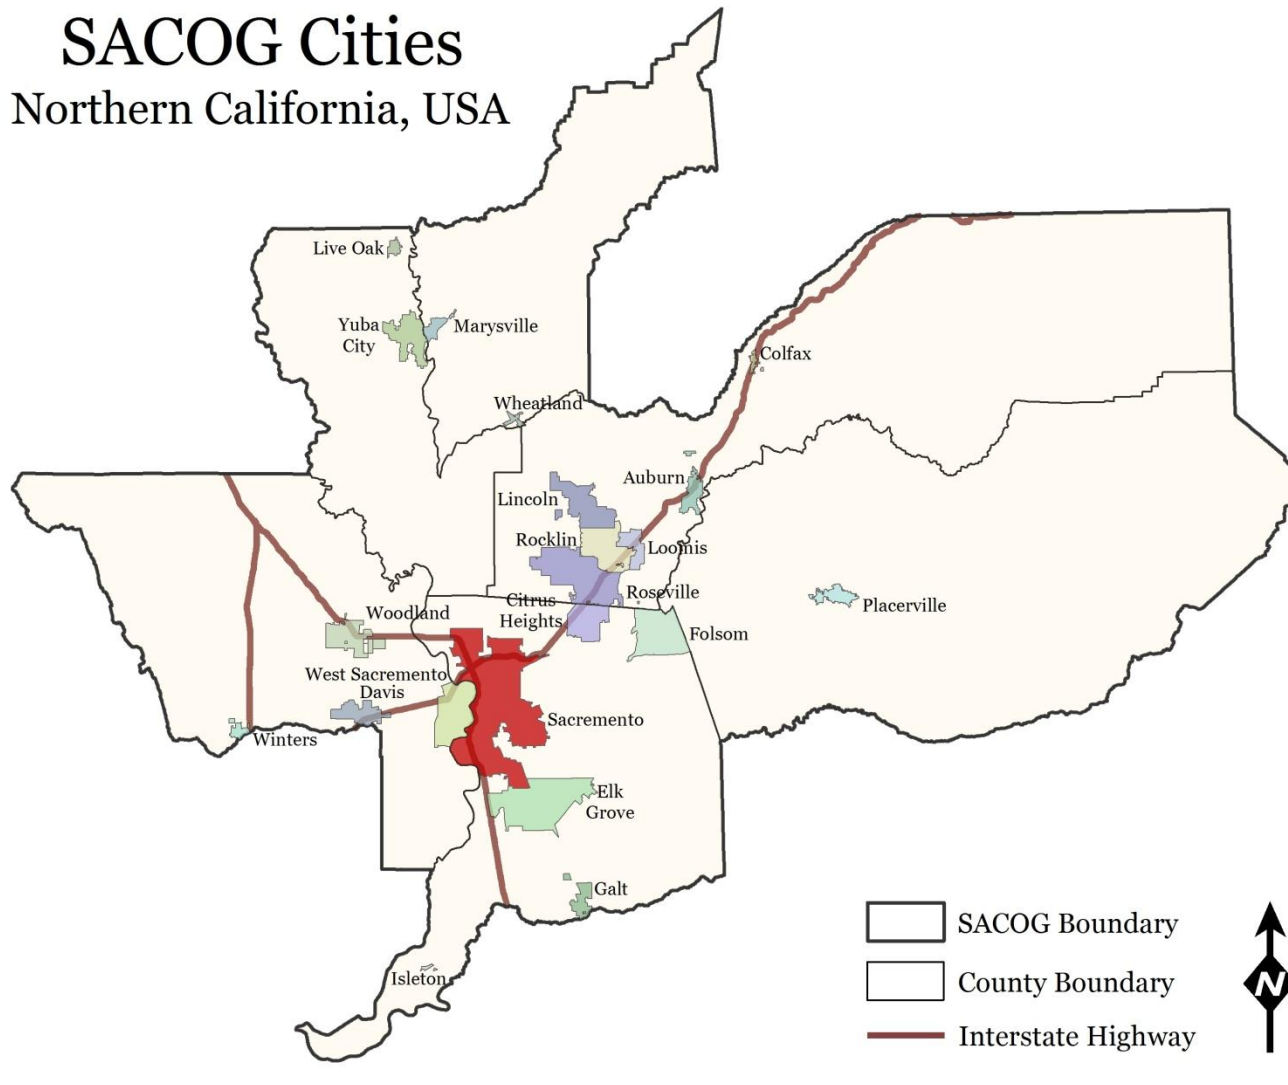 SACOG Cities
Northern California, USA
Live Oak
Yuba
City
Marysville
Colfax
Wheatland
Auburn
Lincoln
Rocklin
Loomis
Roseville
Citrus
Heights
Placerville
Woodland
Folsom
West Sacremento
Davis
Sacremento
Winters
Elk
Grove
Galt
Isleton
SACOG Boundary
County Boundary
Interstate Highway
N